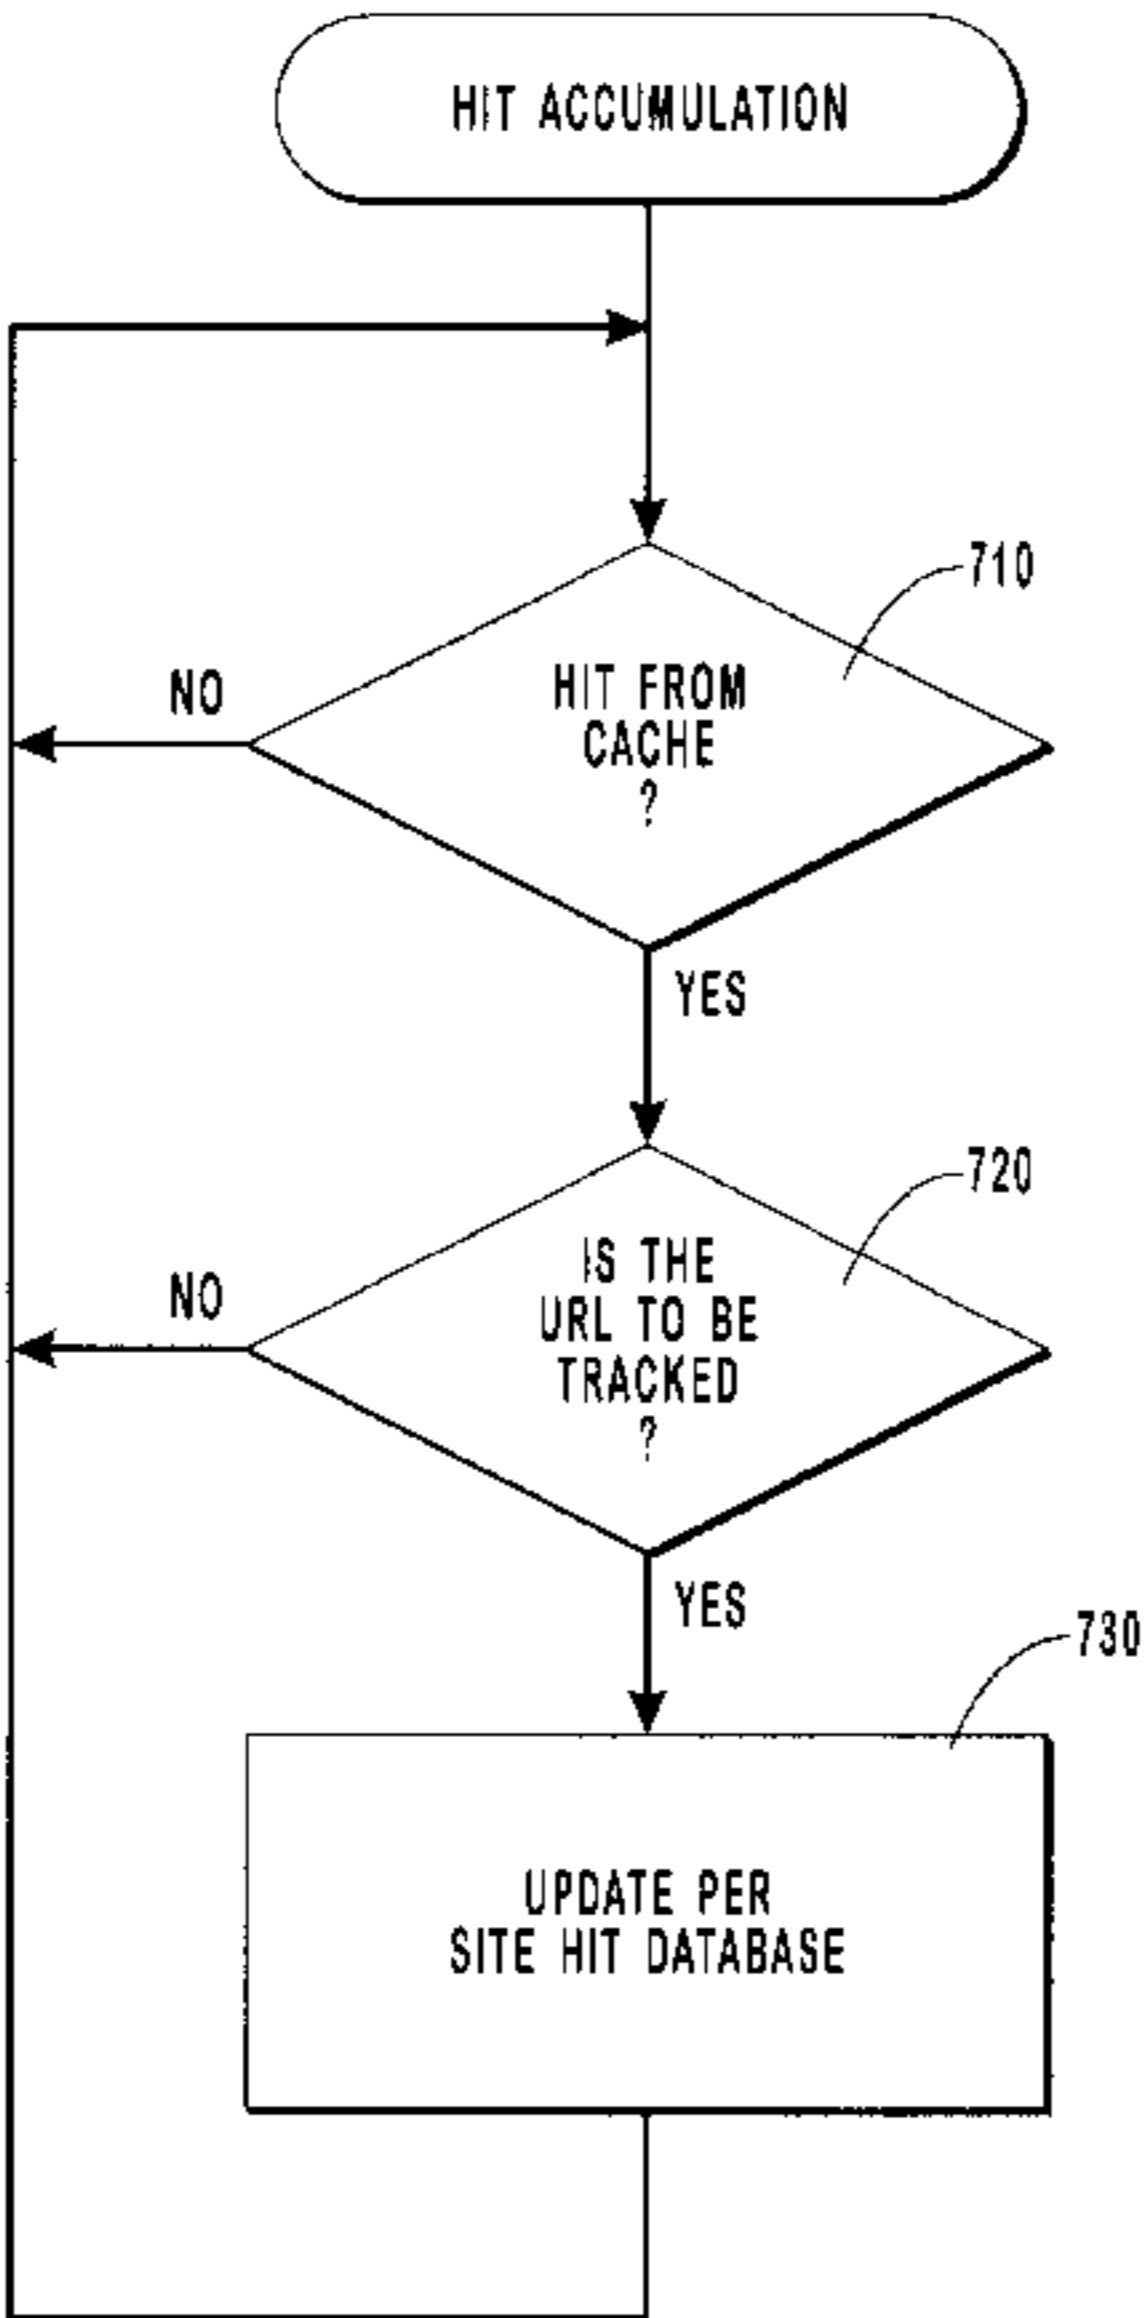 HIT ACCUMULATION
710
NO
HIT FROM
CACHE
?
YES
720
NO
IS THE
URL TO BE
TRACKED
?
YES
730
UPDATE PER
SITE HIT DATABASE